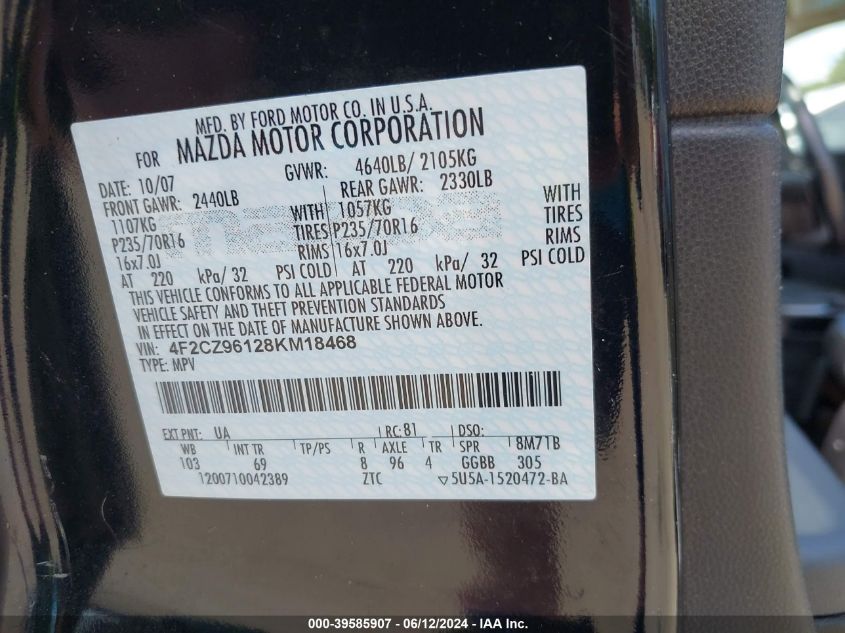 MFD. BY FORD MOTOR CO. IN U.S.A.
FOR MAZDA MOTOR CORPORATION
DATE: 10/07 GVWR: 4640LB/ 2105KG
FRONT GAWR: 2440LB REAR GAWR: 2330LB
1107KG WITH 1057KG WITH
P235/70R16 TIRES P235/70R16 TIRES
16x7.0J RIMS 16x7.0J RIMS
AT 220 kPa/ 32 PSI COLD AT 220 kPa/ 32 PSI COLD
THIS VEHICLE CONFORMS TO ALL APPLICABLE FEDERAL MOTOR
VEHICLE SAFETY AND THEFT PREVENTION STANDARDS
IN EFFECT ON THE DATE OF MANUFACTURE SHOWN ABOVE.
VIN: 4F2CZ96128KM18468
TYPE: MPV
EXT PNT: UA RC: 81 DSO:
WB INT TR TP/PS R AXLE TR SPR 8M71B
103 69 8 96 4 GGBB 305
1200710042389 ZTC ▽5U5A-1520472-BA
000-39585907 - 06/12/2024 - IAA Inc.